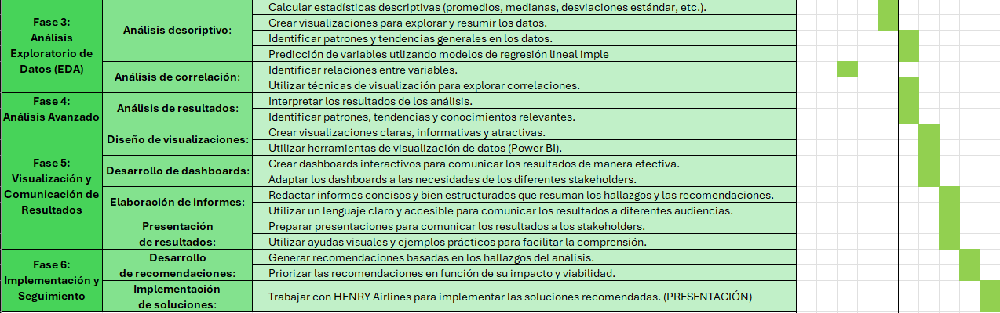 Fase 3:
Análisis
Exploratorio de
Datos (EDA)
Análisis descriptivo:
Calcular estadísticas descriptivas (promedios, medianas, desviaciones estándar, etc.).
Crear visualizaciones para explorar y resumir los datos.
Identificar patrones y tendencias generales en los datos.
Predicción de variables utlizando modelos de regresión lineal imple
Análisis de correlación:
Identificar relaciones entre variables.
Utilizar técnicas de visualización para explorar correlaciones.
Fase 4:
Análisis Avanzado
Análisis de resultados:
Interpretar los resultados de los análisis.
Identificar patrones, tendencias y conocimientos relevantes.
Fase 5:
Visualización y
Comunicación de
Resultados
Diseño de visualizaciones:
Crear visualizaciones claras, informativas y atractivas.
Utilizar herramientas de visualización de datos (Power BI).
Desarrollo de dashboards:
Crear dashboards interactivos para comunicar los resultados de manera efectiva.
Adaptar los dashboards a las necesidades de los diferentes stakeholders.
Elaboración de informes:
Redactar informes concisos y bien estructurados que resuman los hallazgos y las recomendaciones.
Utilizar un lenguaje claro y accesible para comunicar los resultados a diferentes audiencias.
Presentación
de resultados:
Preparar presentaciones para comunicar los resultados a los stakeholders.
Utilizar ayudas visuales y ejemplos prácticos para facilitar la comprensión.
Fase 6:
Implementación y
Seguimiento
Desarrollo
de recomendaciones:
Generar recomendaciones basadas en los hallazgos del análisis.
Priorizar las recomendaciones en función de su impacto y viabilidad.
Implementación
de soluciones:
Trabajar con HENRY Airlines para implementar las soluciones recomendadas. (PRESENTACIÓN)